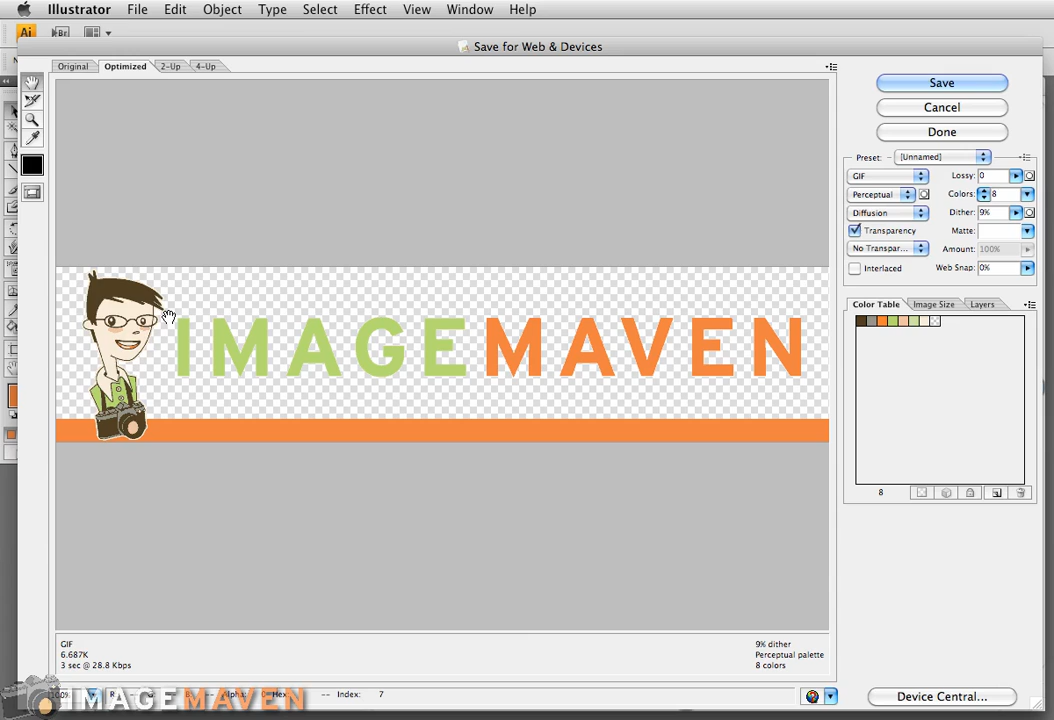 Illustrator File Edit Object Type Select Effect View Window Help
Ai Br
Save for Web & Devices
Original Optimized 2-Up 4-Up
Save
Cancel
Done
Preset: [Unnamed]
GIF Lossy: 0
Perceptual Colors: 8
Diffusion Dither: 9%
Transparency Matte:
No Transpar... Amount: 100%
Interlaced Web Snap: 0%
Color Table Image Size Layers
IMAGEMAVEN
8
GIF
6.687K
3 sec @ 28.8 Kbps
9% dither
Perceptual palette
8 colors
Index: 7
IMAGEMAVEN
Device Central...